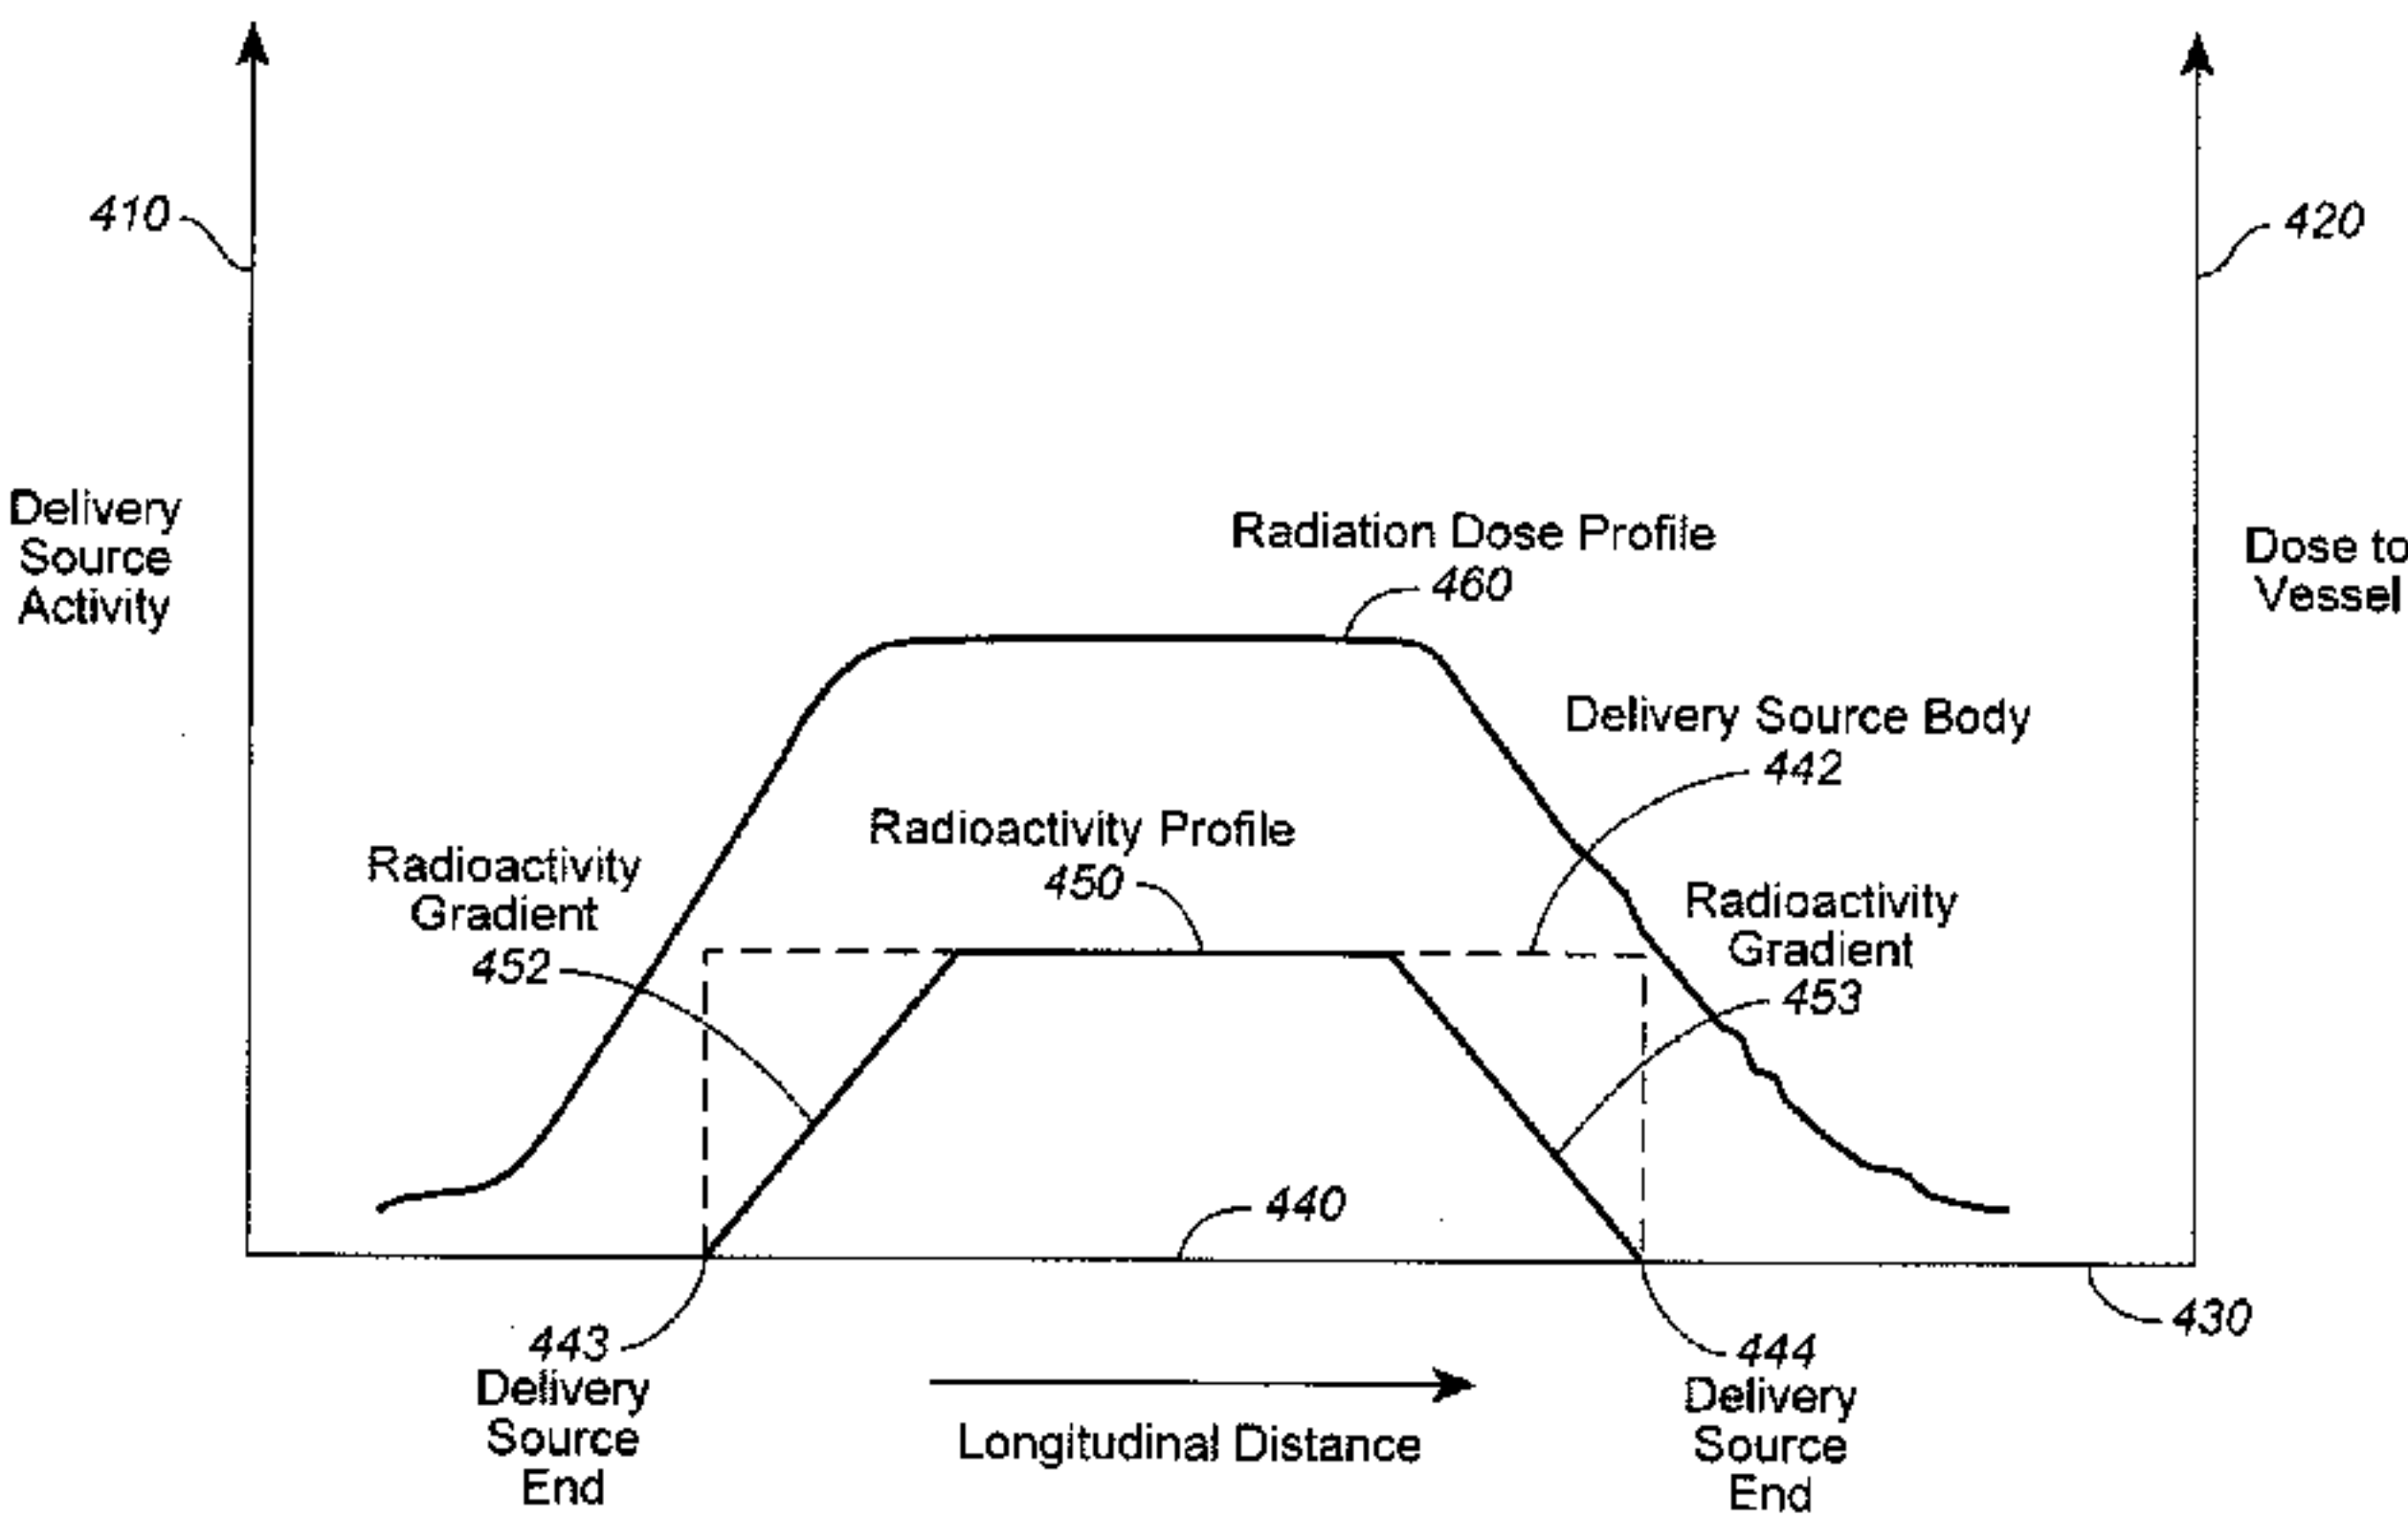 410
420
Delivery
Source
Activity
Radiation Dose Profile
460
Dose to
Vessel
Delivery Source Body
442
Radioactivity Profile
450
Radioactivity
Gradient
452
Radioactivity
Gradient
453
440
430
443
Delivery
Source
End
444
Delivery
Source
End
Longitudinal Distance